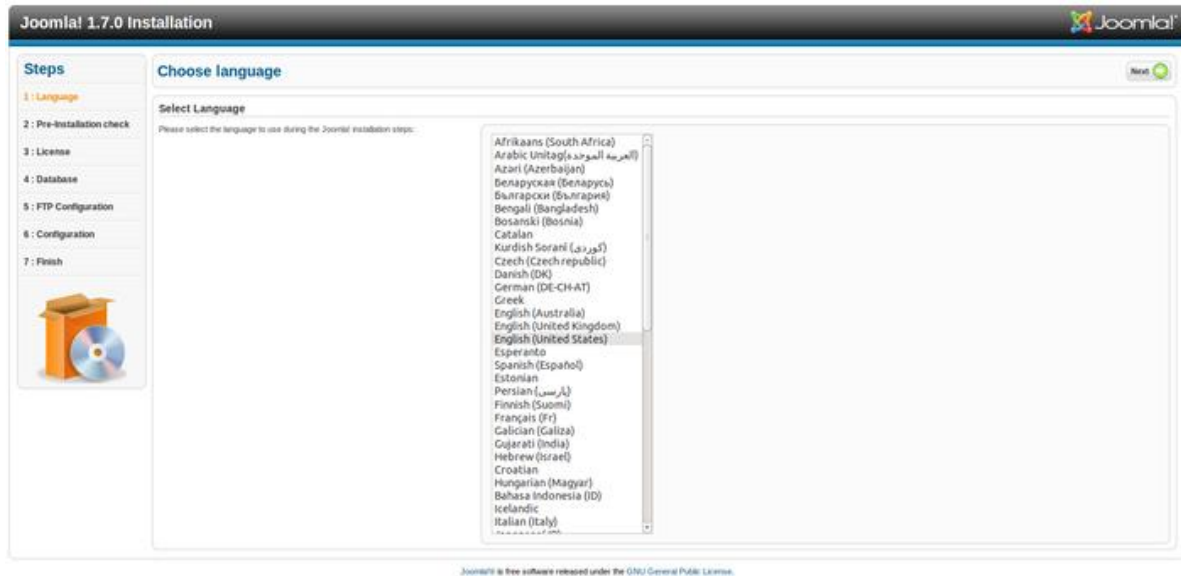 Joomla! 1.7.0 Installation
Joomla!
Steps
1 : Language
2 : Pre-Installation check
3 : License
4 : Database
5 : FTP Configuration
6 : Configuration
7 : Finish
Choose language
Next
Select Language
Please select the language to use during the Joomla! installation steps:
Afrikaans (South Africa)
Arabic Unitag(العربية الموحدة)
Azəri (Azərbaijan)
Беларуская (Беларусь)
Български (България)
Bengali (Bangladesh)
Bosanski (Bosnia)
Catalan
Kurdish Soranî (کوردی)
Czech (Czech republic)
Danish (DK)
German (DE-CH-AT)
Greek
English (Australia)
English (United Kingdom)
English (United States)
Esperanto
Spanish (Español)
Estonian
Persian (پارسی)
Finnish (Suomi)
Français (Fr)
Galician (Galiza)
Gujarati (India)
Hebrew (Israel)
Croatian
Hungarian (Magyar)
Bahasa Indonesia (ID)
Icelandic
Italian (Italy)
Joomla!® is free software released under the GNU General Public License.